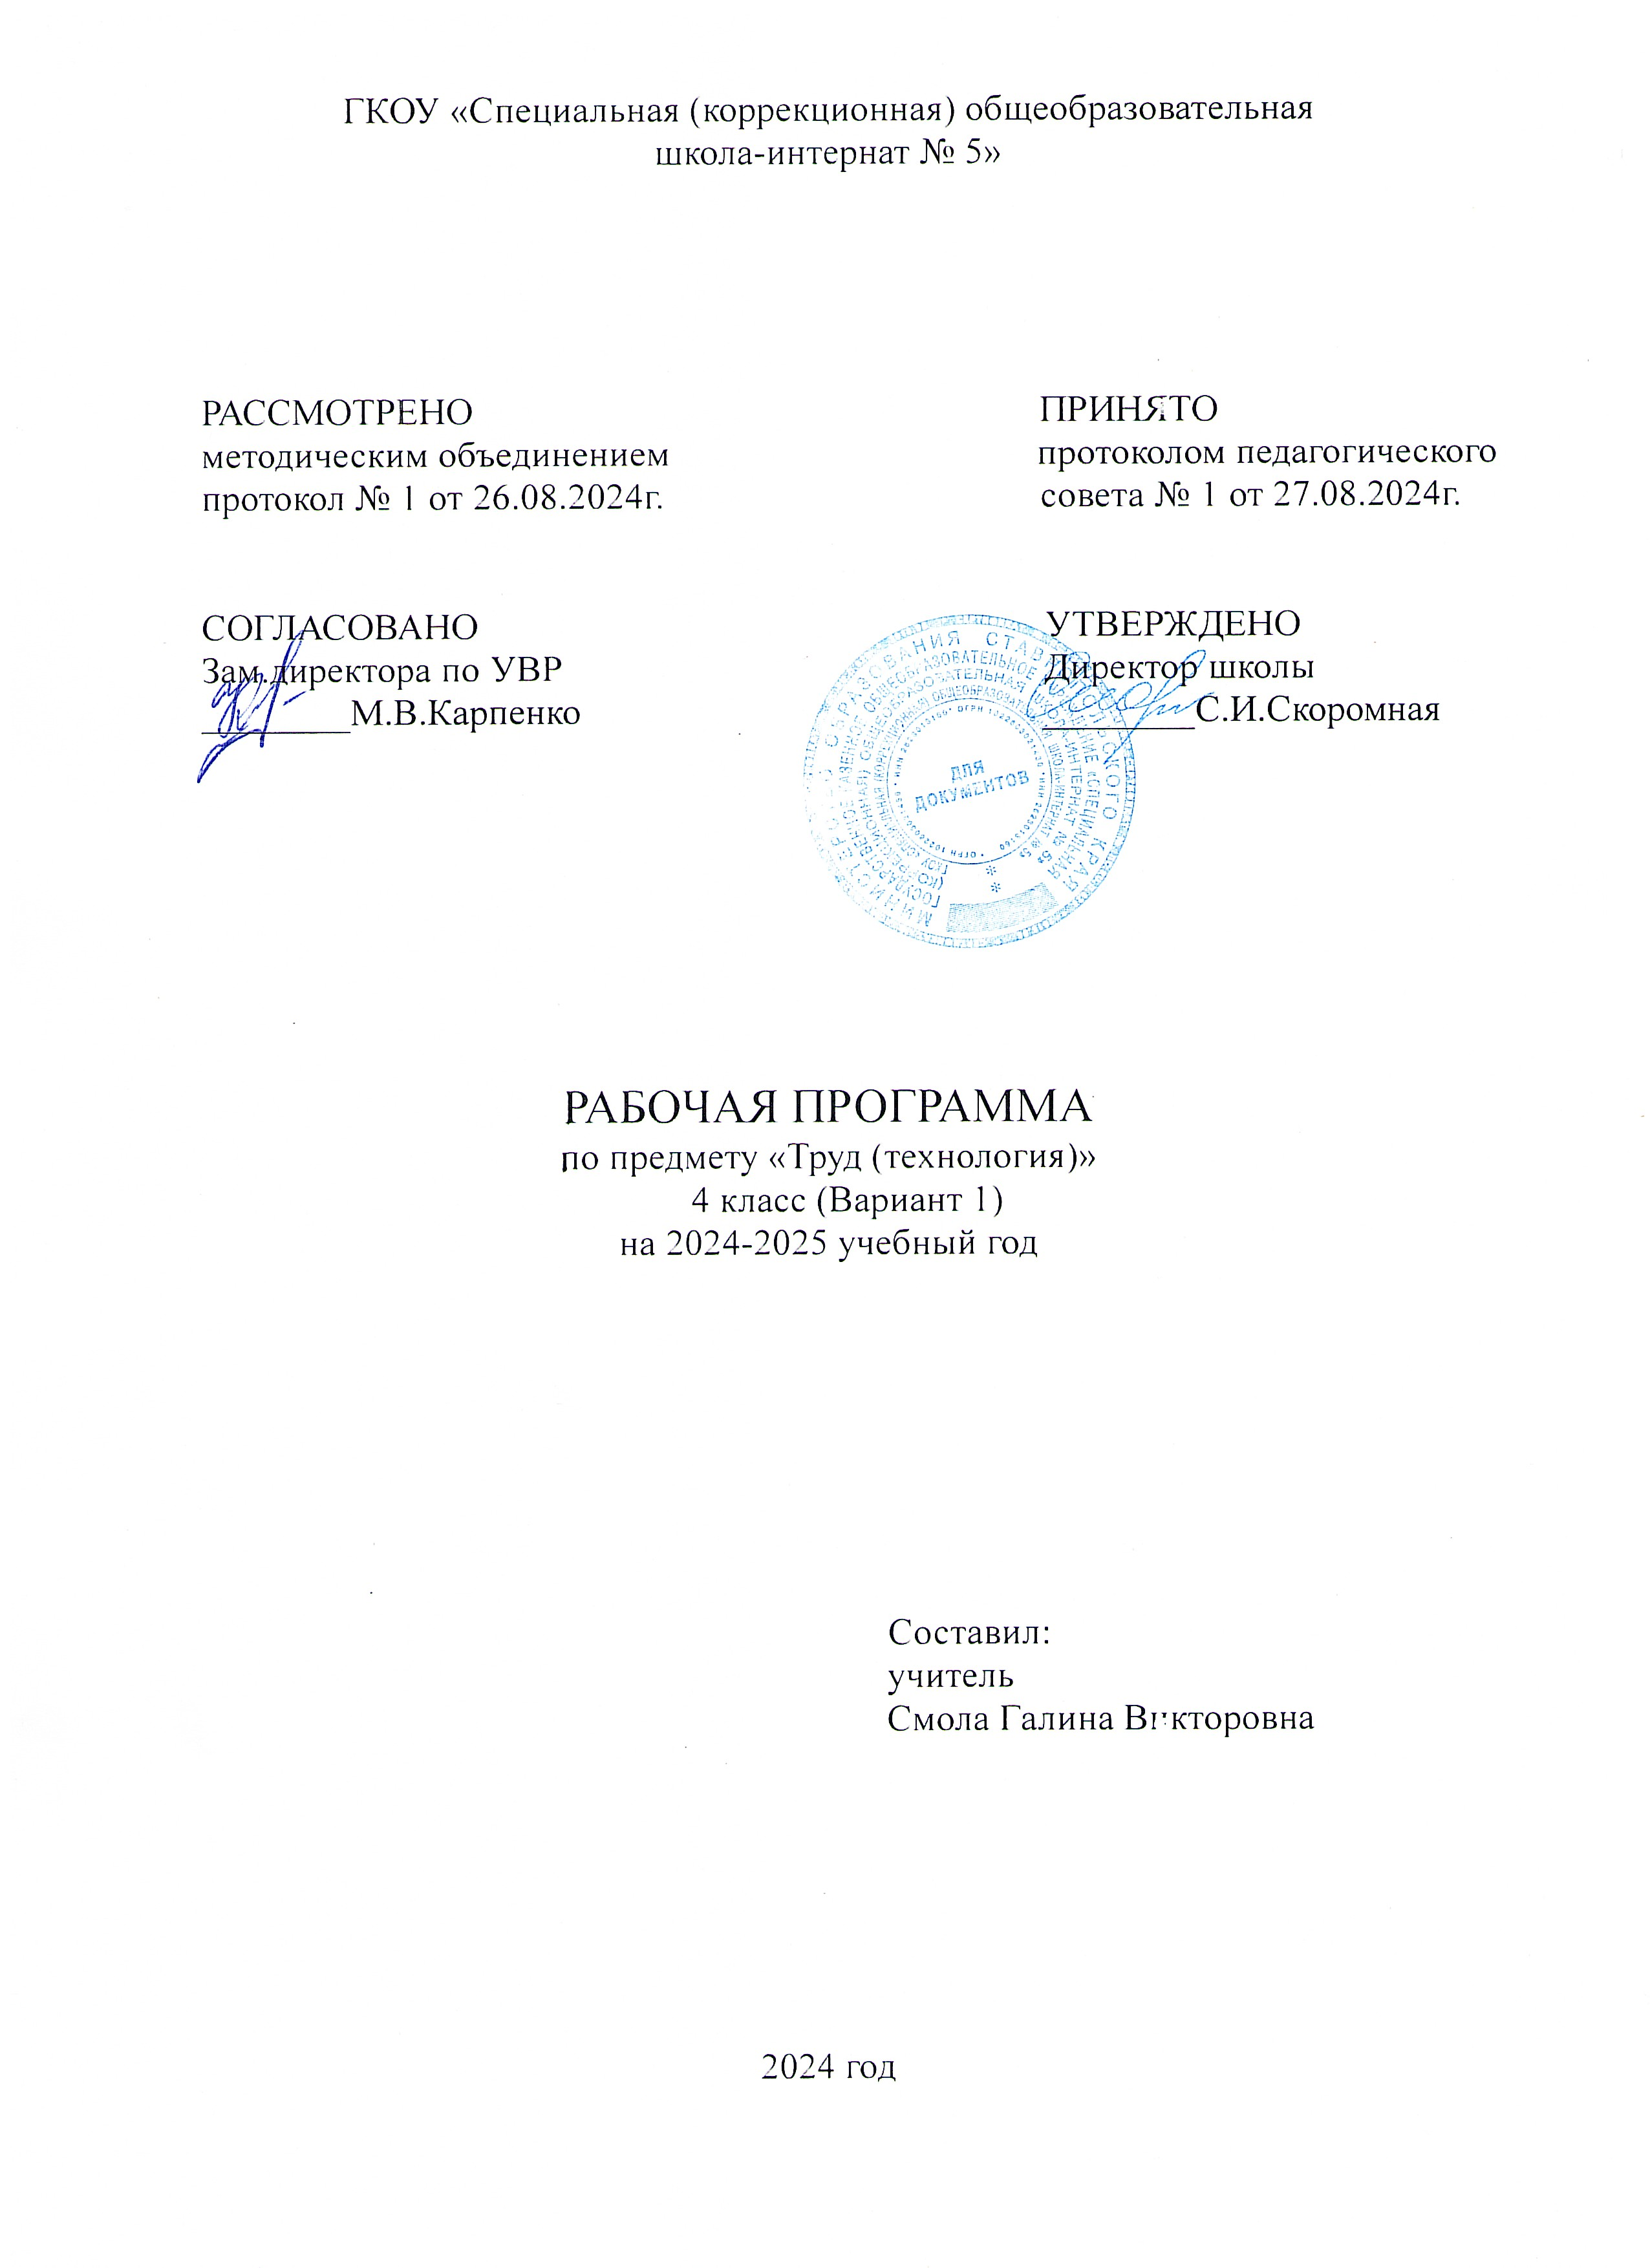 ГКОУ «Специальная (коррекционная) общеобразовательная
школа-интернат № 5»
РАССМОТРЕНО
методическим объединением
протокол № 1 от 26.08.2024г.
ПРИНЯТО
протоколом педагогического
совета № 1 от 27.08.2024г.
СОГЛАСОВАНО
Зам.директора по УВР
________М.В.Карпенко
УТВЕРЖДЕНО
Директор школы
________С.И.Скоромная
ДЛЯ
ДОКУМЕНТОВ
РАБОЧАЯ ПРОГРАММА
по предмету «Труд (технология)»
4 класс (Вариант 1)
на 2024-2025 учебный год
Составил:
учитель
Смола Галина Викторовна
2024 год